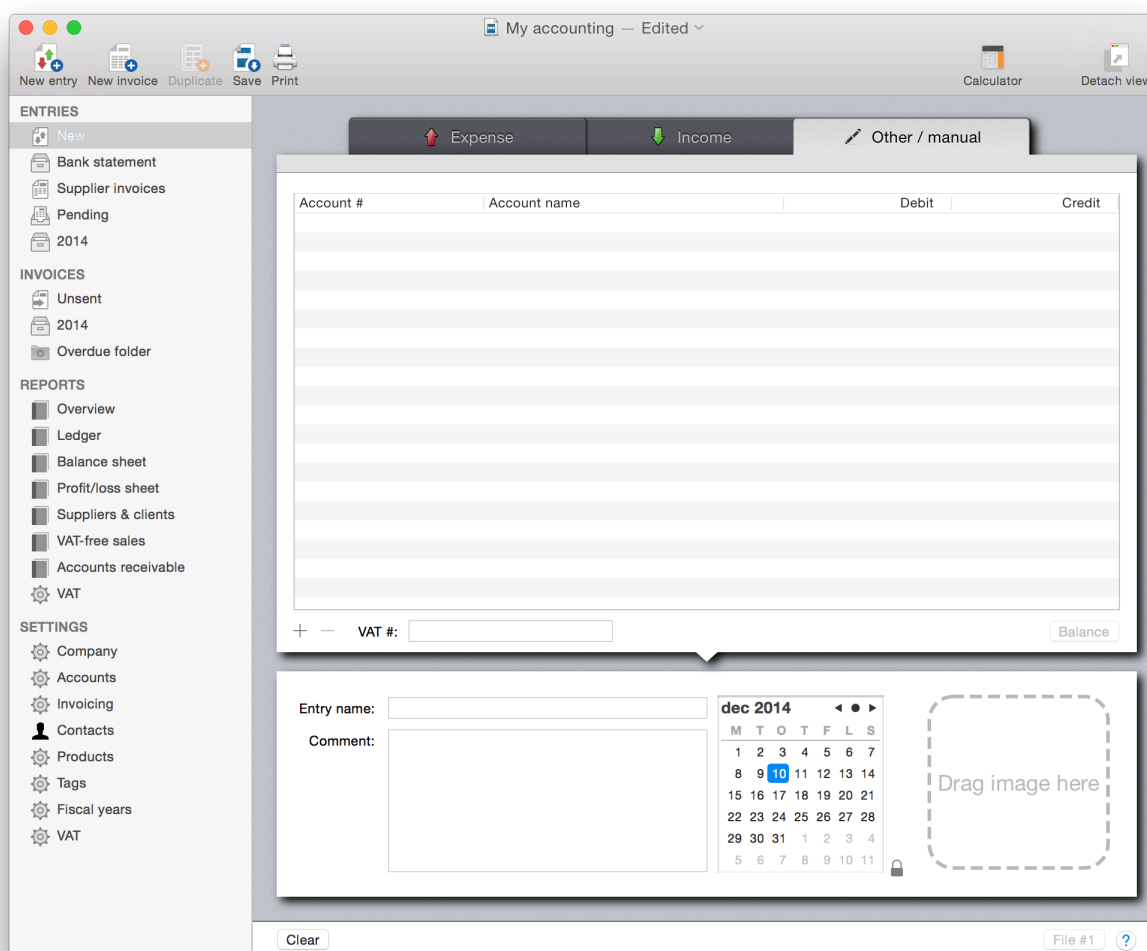 My accounting — Edited
New entry New invoice Duplicate Save Print Calculator Detach view
ENTRIES
New
Bank statement
Supplier invoices
Pending
2014
INVOICES
Unsent
2014
Overdue folder
REPORTS
Overview
Ledger
Balance sheet
Profit/loss sheet
Suppliers & clients
VAT-free sales
Accounts receivable
VAT
SETTINGS
Company
Accounts
Invoicing
Contacts
Products
Tags
Fiscal years
VAT
Expense Income Other / manual
Account # Account name Debit Credit
VAT #: Balance
Entry name:
Comment:
dec 2014
M T O T F L S
1 2 3 4 5 6 7
8 9 10 11 12 13 14
15 16 17 18 19 20 21
22 23 24 25 26 27 28
29 30 31 1 2 3 4
5 6 7 8 9 10 11
Drag image here
Clear File #1 ?